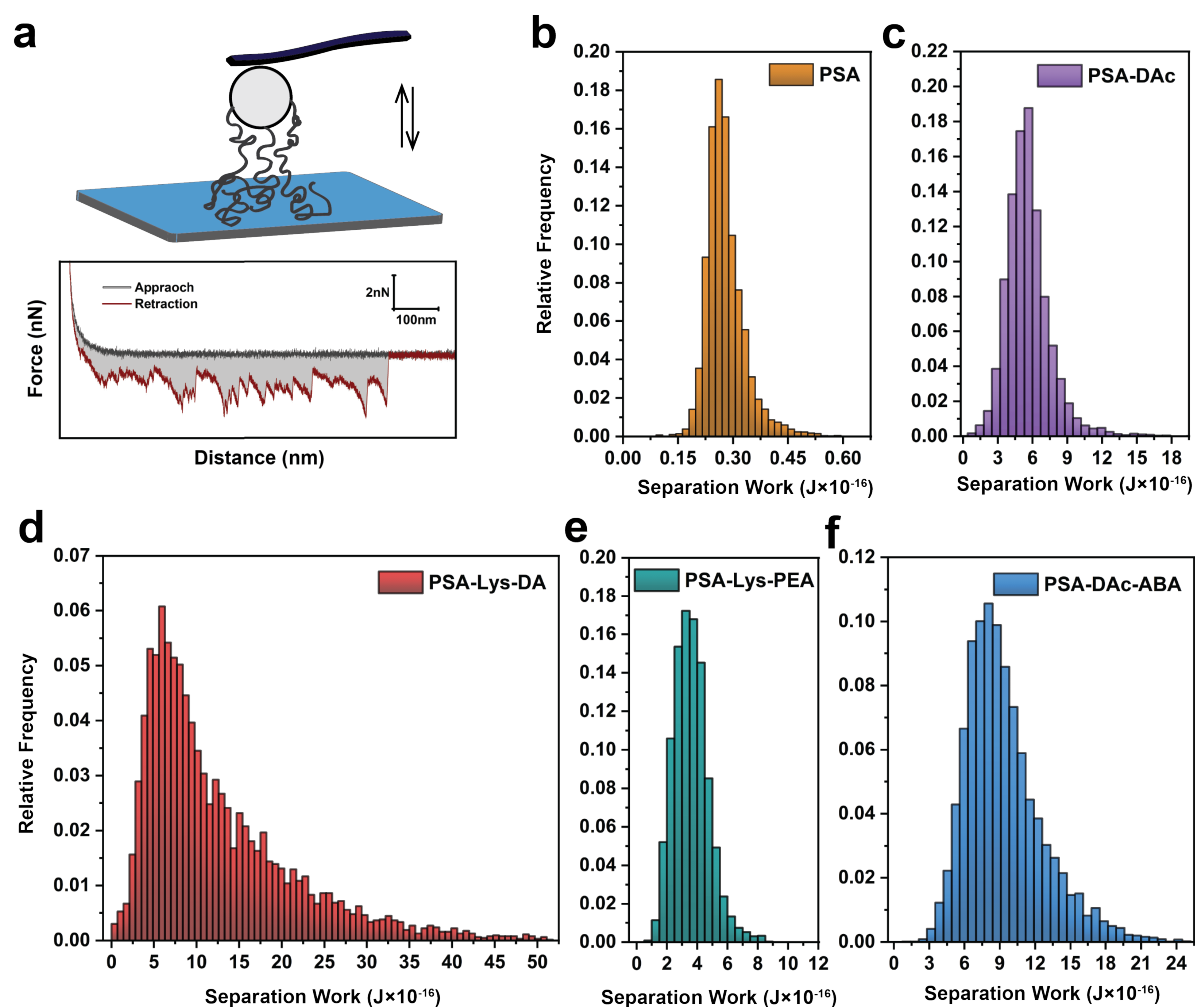 a
Appraoch
Retraction
2nN
100nm
Force (nN)
Distance (nm)
b
PSA
0.20
0.18
0.16
0.14
0.12
0.10
0.08
0.06
0.04
0.02
0.00
Relative Frequency
0.00 0.15 0.30 0.45 0.60
Separation Work (J×10⁻¹⁶)
c
PSA-DAc
0.22
0.20
0.18
0.16
0.14
0.12
0.10
0.08
0.06
0.04
0.02
0.00
0 3 6 9 12 15 18
Separation Work (J×10⁻¹⁶)
d
PSA-Lys-DA
0.07
0.06
0.05
0.04
0.03
0.02
0.01
0.00
Relative Frequency
0 5 10 15 20 25 30 35 40 45 50
Separation Work (J×10⁻¹⁶)
e
PSA-Lys-PEA
0.20
0.18
0.16
0.14
0.12
0.10
0.08
0.06
0.04
0.02
0.00
0 2 4 6 8 10 12
Separation Work (J×10⁻¹⁶)
f
PSA-DAc-ABA
0.12
0.10
0.08
0.06
0.04
0.02
0.00
0 3 6 9 12 15 18 21 24
Separation Work (J×10⁻¹⁶)